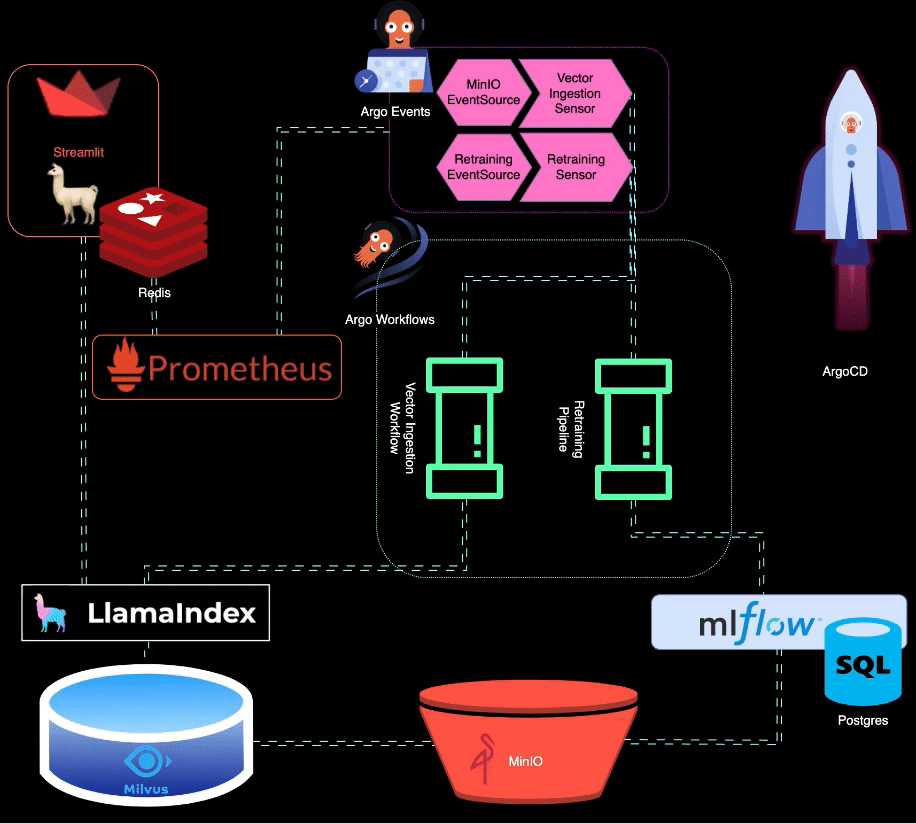 Argo Events
MinIO
EventSource
Vector
Ingestion
Sensor
Retraining
EventSource
Retraining
Sensor
Streamlit
Redis
Argo Workflows
Prometheus
ArgoCD
Vector Ingestion
Workflow
Retraining
Pipeline
LlamaIndex
mlflow™
SQL
Postgres
MinIO
Milvus